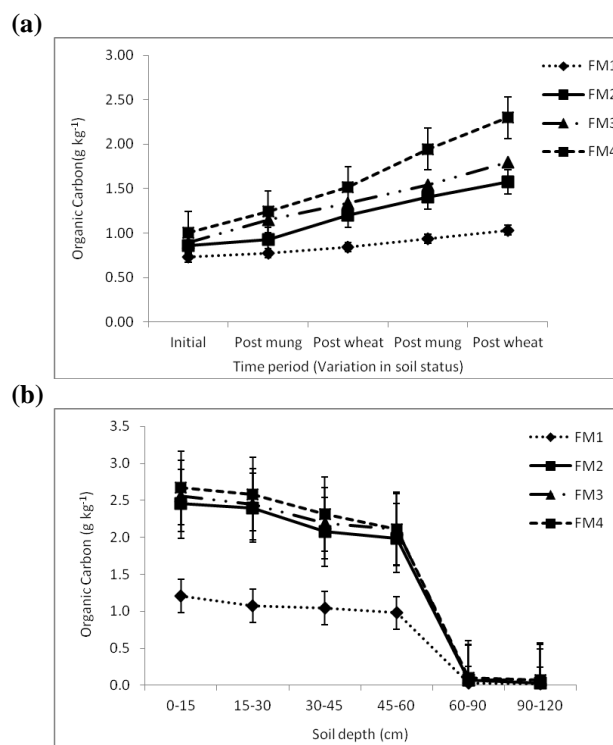 (a)
3.00
2.50
2.00
1.50
1.00
0.50
0.00
Organic Carbon(g kg⁻¹)
Initial Post mung Post wheat Post mung Post wheat
Time period (Variation in soil status)
FM1
FM2
FM3
FM4
(b)
3.5
3.0
2.5
2.0
1.5
1.0
0.5
0.0
Organic Carbon (g kg⁻¹)
0-15 15-30 30-45 45-60 60-90 90-120
Soil depth (cm)
FM1
FM2
FM3
FM4